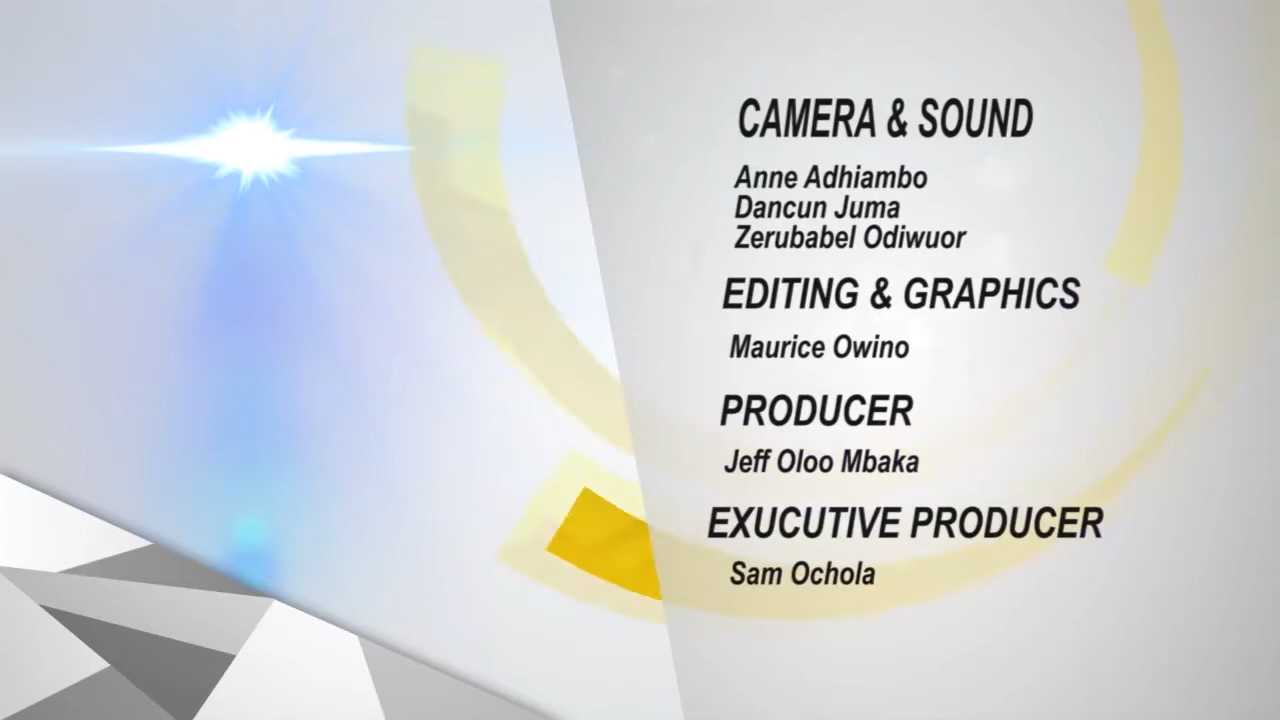 CAMERA & SOUND
Anne Adhiambo
Dancun Juma
Zerubabel Odiwuor
EDITING & GRAPHICS
Maurice Owino
PRODUCER
Jeff Oloo Mbaka
EXUCUTIVE PRODUCER
Sam Ochola